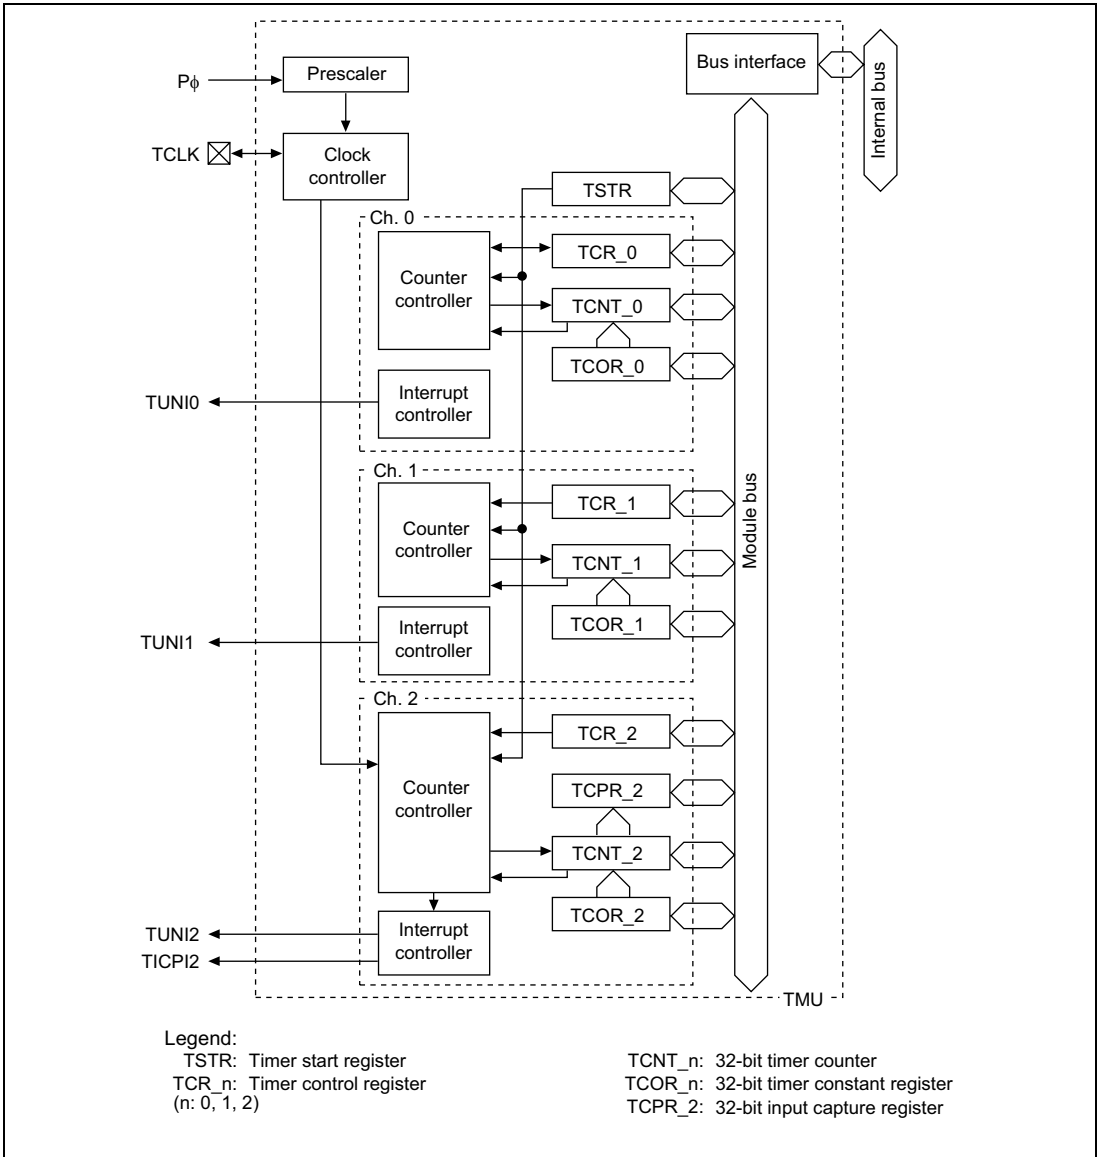 Pϕ
Prescaler
Bus interface
Internal bus
TCLK
Clock
controller
TSTR
Ch. 0
Counter
controller
TCR_0
TCNT_0
TCOR_0
TUNI0
Interrupt
controller
Ch. 1
Counter
controller
TCR_1
TCNT_1
TCOR_1
Module bus
TUNI1
Interrupt
controller
Ch. 2
Counter
controller
TCR_2
TCPR_2
TCNT_2
TCOR_2
TUNI2
TICPI2
Interrupt
controller
TMU
Legend:
TSTR: Timer start register
TCR_n: Timer control register
(n: 0, 1, 2)
TCNT_n: 32-bit timer counter
TCOR_n: 32-bit timer constant register
TCPR_2: 32-bit input capture register